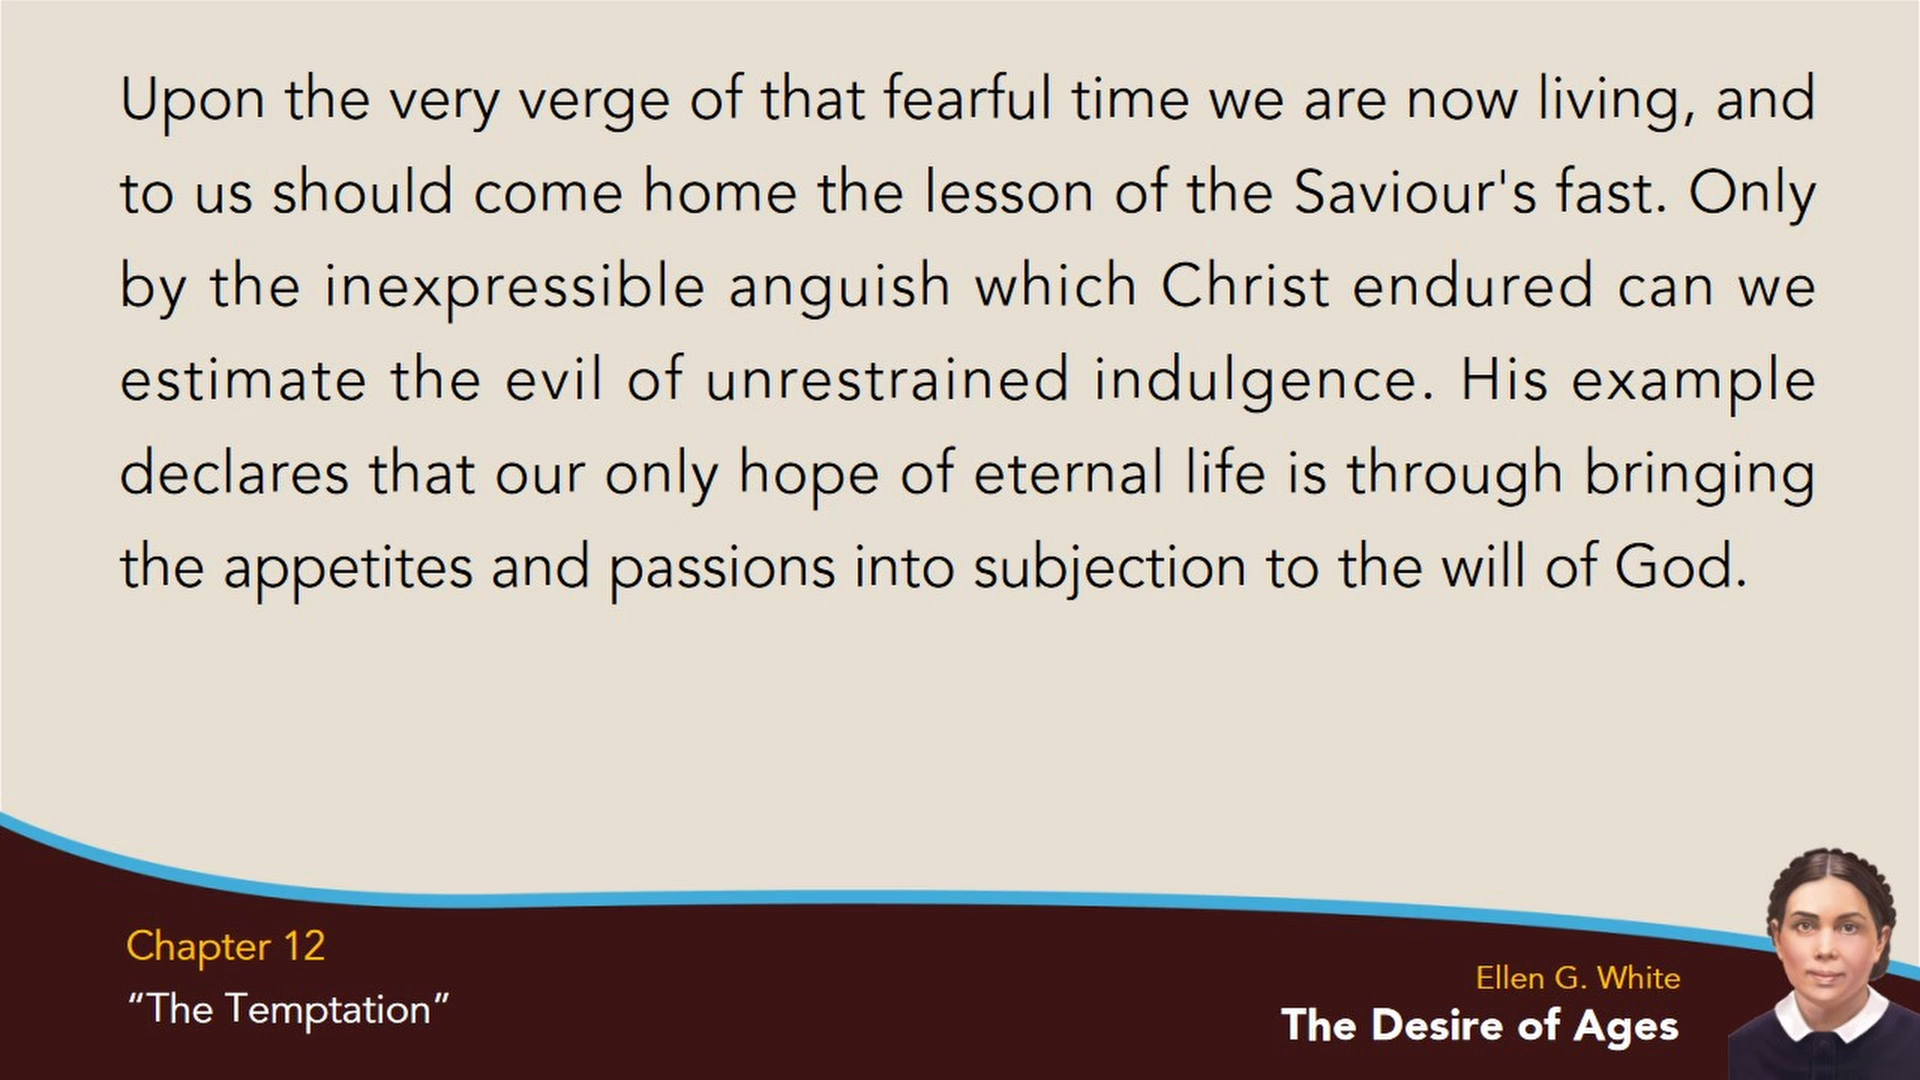 Upon the very verge of that fearful time we are now living, and
to us should come home the lesson of the Saviour's fast. Only
by the inexpressible anguish which Christ endured can we
estimate the evil of unrestrained indulgence. His example
declares that our only hope of eternal life is through bringing
the appetites and passions into subjection to the will of God.
Chapter 12
“The Temptation”
Ellen G. White
The Desire of Ages